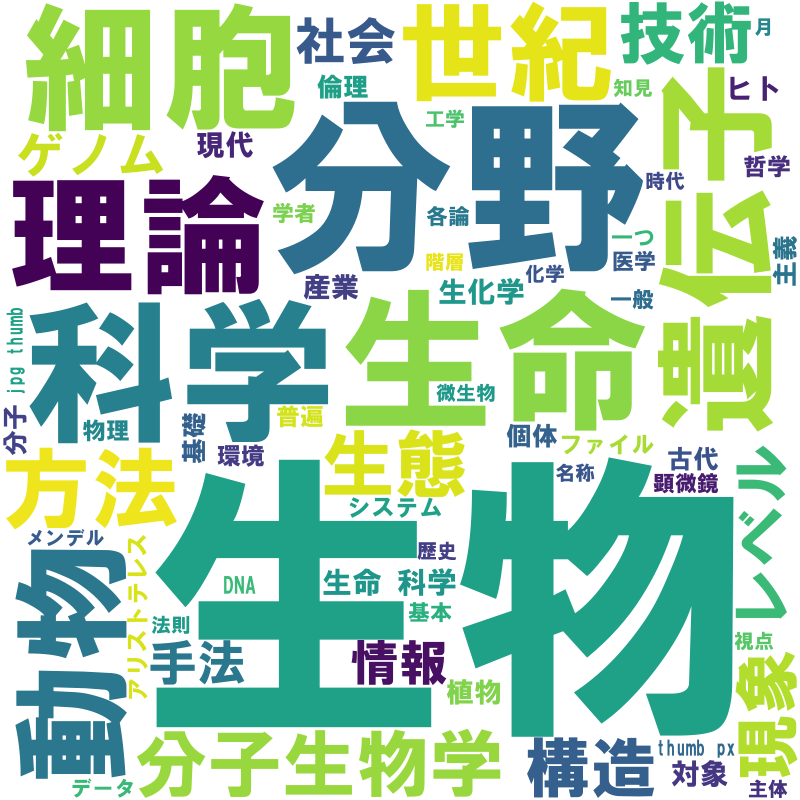 細胞
社会
世紀
技術
月
倫理
知見
ヒト
工学
ゲノム
現代
分野
遺伝子
哲学
理論
時代
学者
各論
一つ
主義
階層
化学
医学
産業
生化学
一般
jpg thumb
科学
生命
微生物
分子
物理
基礎
普遍
環境
生態
個体
ファイル
古代
方法
名称
顕微鏡
レベル
システム
メンデル
歴史
アリストテレス
動物
生物
DNA
生命 科学
基本
法則
視点
手法
情報
植物
現象
分子生物学
構造
thumb px
対象
データ
主体